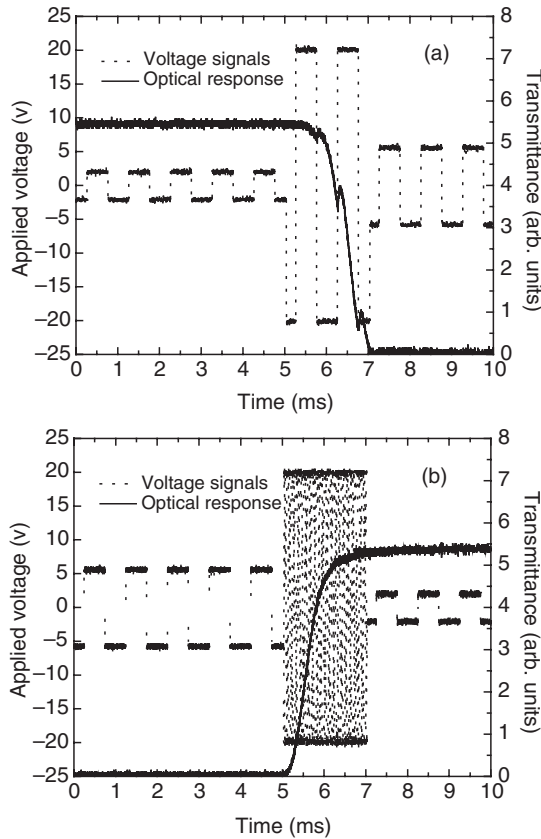 (a)
Voltage signals
Optical response
Applied voltage (v)
25
20
15
10
5
0
−5
−10
−15
−20
−25
Transmittance (arb. units)
8
7
6
5
4
3
2
1
0
0 1 2 3 4 5 6 7 8 9 10
Time (ms)
(b)
Voltage signals
Optical response
Applied voltage (v)
25
20
15
10
5
0
−5
−10
−15
−20
−25
Transmittance (arb. units)
8
7
6
5
4
3
2
1
0
0 1 2 3 4 5 6 7 8 9 10
Time (ms)